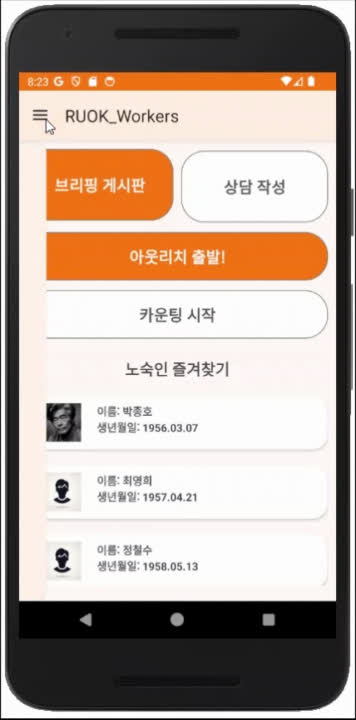 8:23
RUOK_Workers
브리핑 게시판
상담 작성
아웃리치 출발!
카운팅 시작
노숙인 즐겨찾기
이름: 박종호
생년월일: 1956.03.07
이름: 최영희
생년월일: 1957.04.21
이름: 정철수
생년월일: 1958.05.13